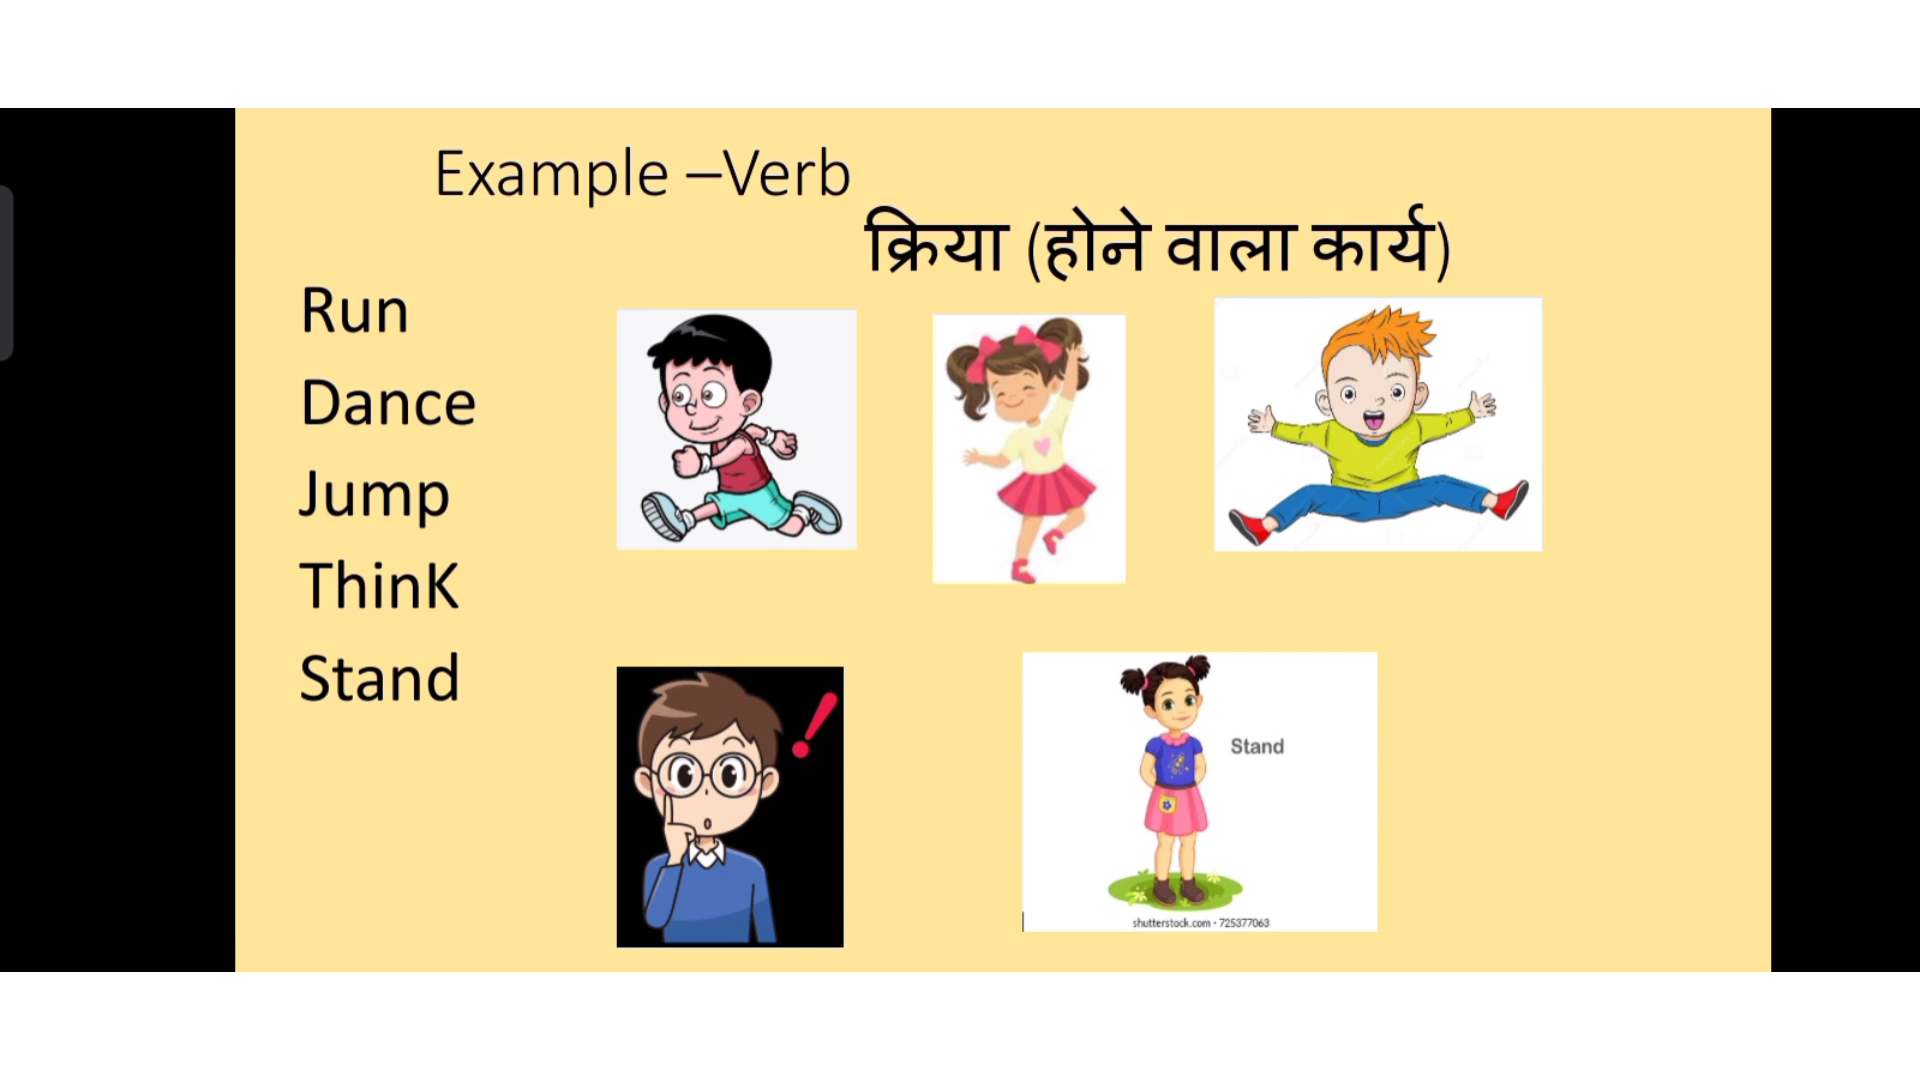 Example –Verb
क्रिया (होने वाला कार्य)
Run
Dance
Jump
ThinK
Stand
Stand
shutterstock.com • 725377063